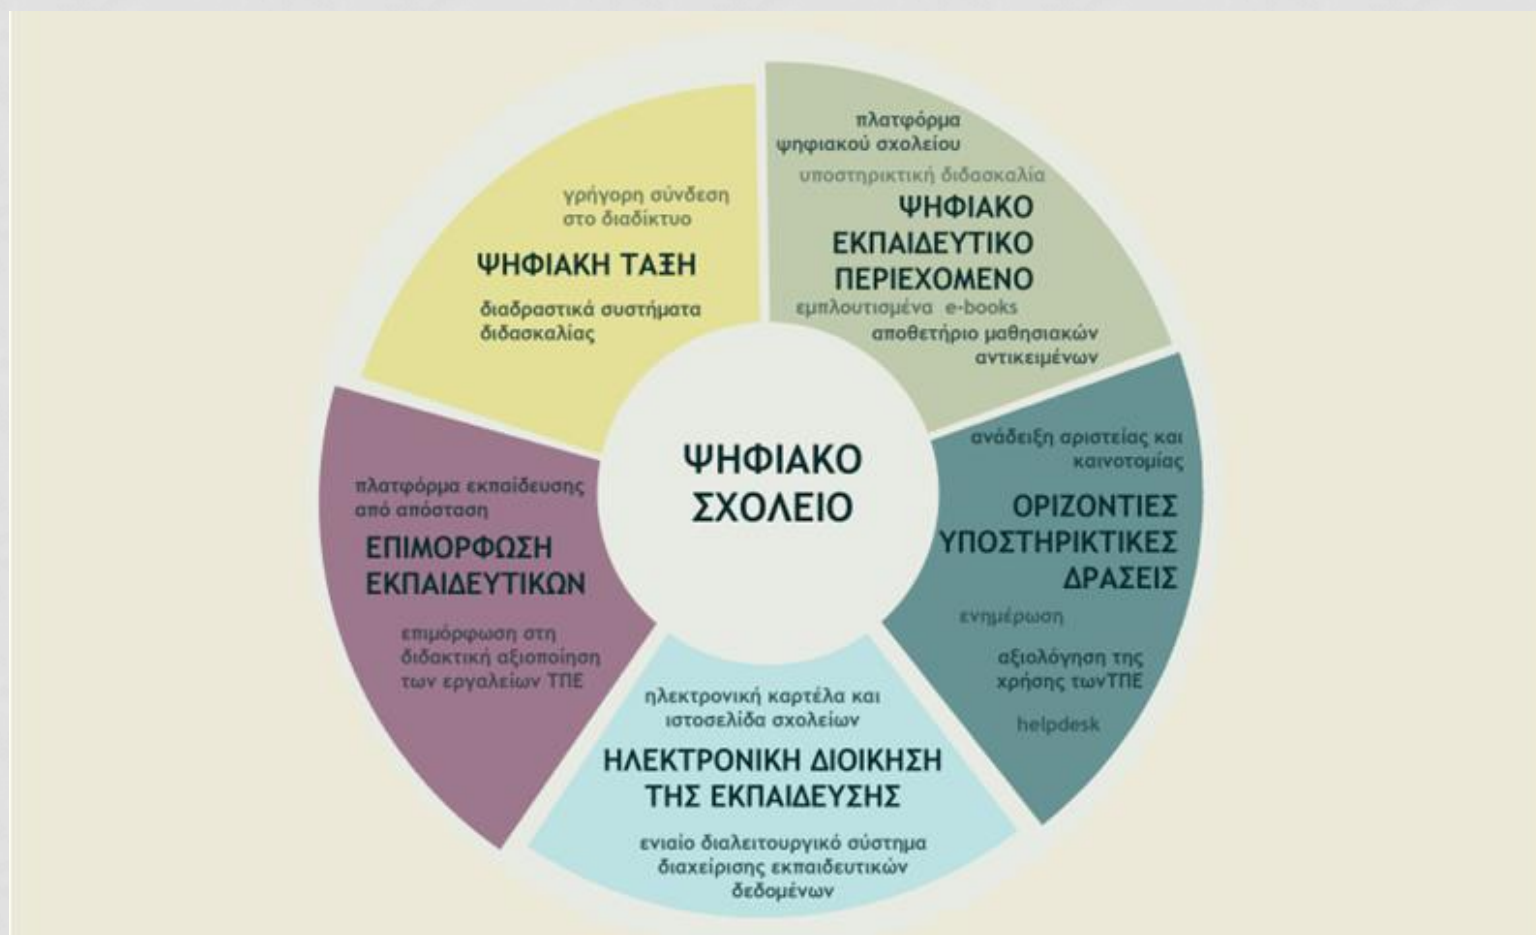 πλατφόρμα
ψηφιακού σχολείου
υποστηρικτική διδασκαλία
ΨΗΦΙΑΚΟ
ΕΚΠΑΙΔΕΥΤΙΚΟ
ΠΕΡΙΕΧΟΜΕΝΟ
εμπλουτισμένα e-books
αποθετήριο μαθησιακών
αντικειμένων
γρήγορη σύνδεση
στο διαδίκτυο
ΨΗΦΙΑΚΗ ΤΑΞΗ
διαδραστικά συστήματα
διδασκαλίας
ΨΗΦΙΑΚΟ
ΣΧΟΛΕΙΟ
ανάδειξη αριστείας και
καινοτομίας
ΟΡΙΖΟΝΤΙΕΣ
ΥΠΟΣΤΗΡΙΚΤΙΚΕΣ
ΔΡΑΣΕΙΣ
ενημέρωση
αξιολόγηση της
χρήσης τωνΤΠΕ
helpdesk
πλατφόρμα εκπαίδευσης
από απόσταση
ΕΠΙΜΟΡΦΩΣΗ
ΕΚΠΑΙΔΕΥΤΙΚΩΝ
επιμόρφωση στη
διδακτική αξιοποίηση
των εργαλείων ΤΠΕ
ηλεκτρονική καρτέλα και
ιστοσελίδα σχολείων
ΗΛΕΚΤΡΟΝΙΚΗ ΔΙΟΙΚΗΣΗ
ΤΗΣ ΕΚΠΑΙΔΕΥΣΗΣ
ενιαίο διαλειτουργικό σύστημα
διαχείρισης εκπαιδευτικών
δεδομένων